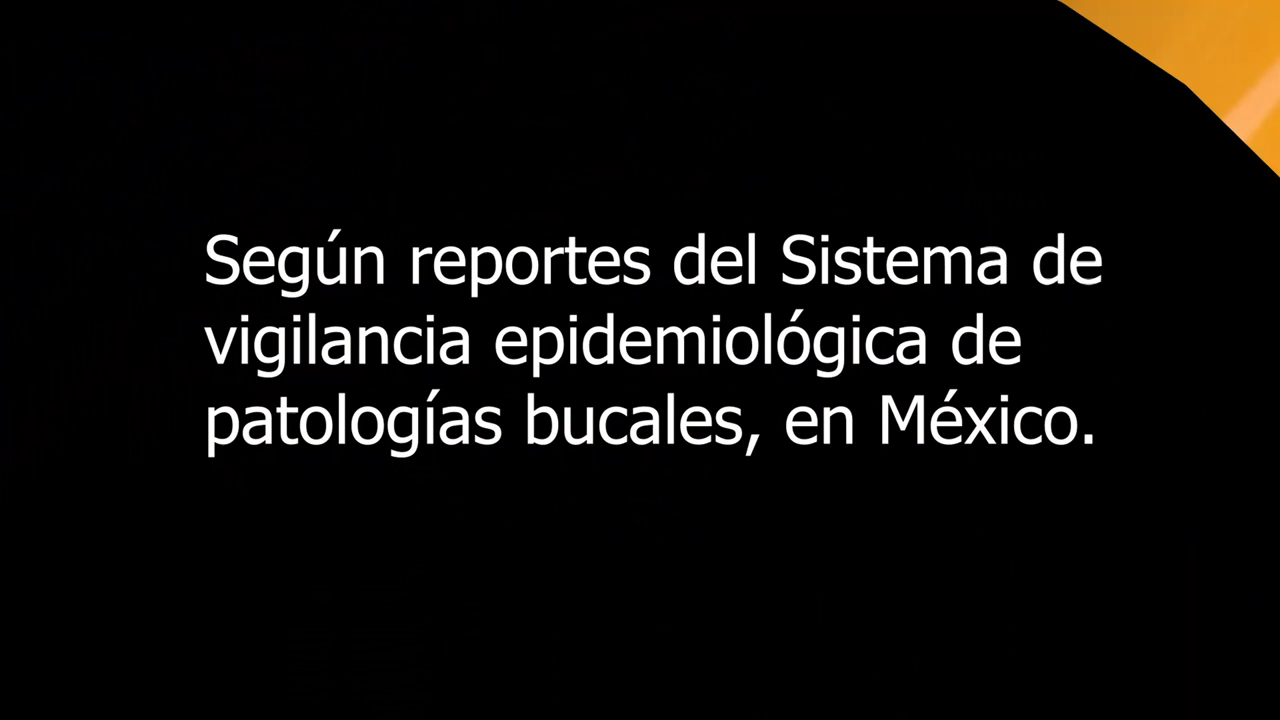 Según reportes del Sistema de
vigilancia epidemiológica de
patologías bucales, en México.